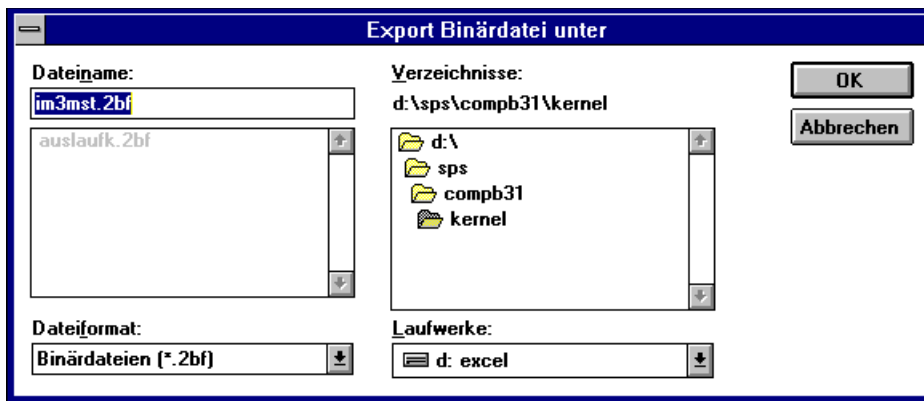 Export Binärdatei unter
Dateiname:
im3mst.2bf
auslaufk.2bf
Dateiformat:
Binärdateien (*.2bf)
Verzeichnisse:
d:\sps\compb31\kernel
d:\
sps
compb31
kernel
Laufwerke:
d: excel
OK
Abbrechen